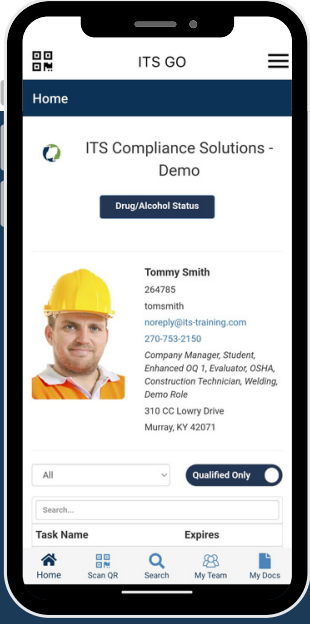 ITS GO
Home
ITS Compliance Solutions -
Demo
Drug/Alcohol Status
Tommy Smith
264785
tomsmith
noreply@its-training.com
270-753-2150
Company Manager, Student,
Enhanced OQ 1, Evaluator, OSHA,
Construction Technician, Welding,
Demo Role
310 CC Lowry Drive
Murray, KY 42071
All
Qualified Only
Search...
Task Name Expires
Home Scan QR Search My Team My Docs